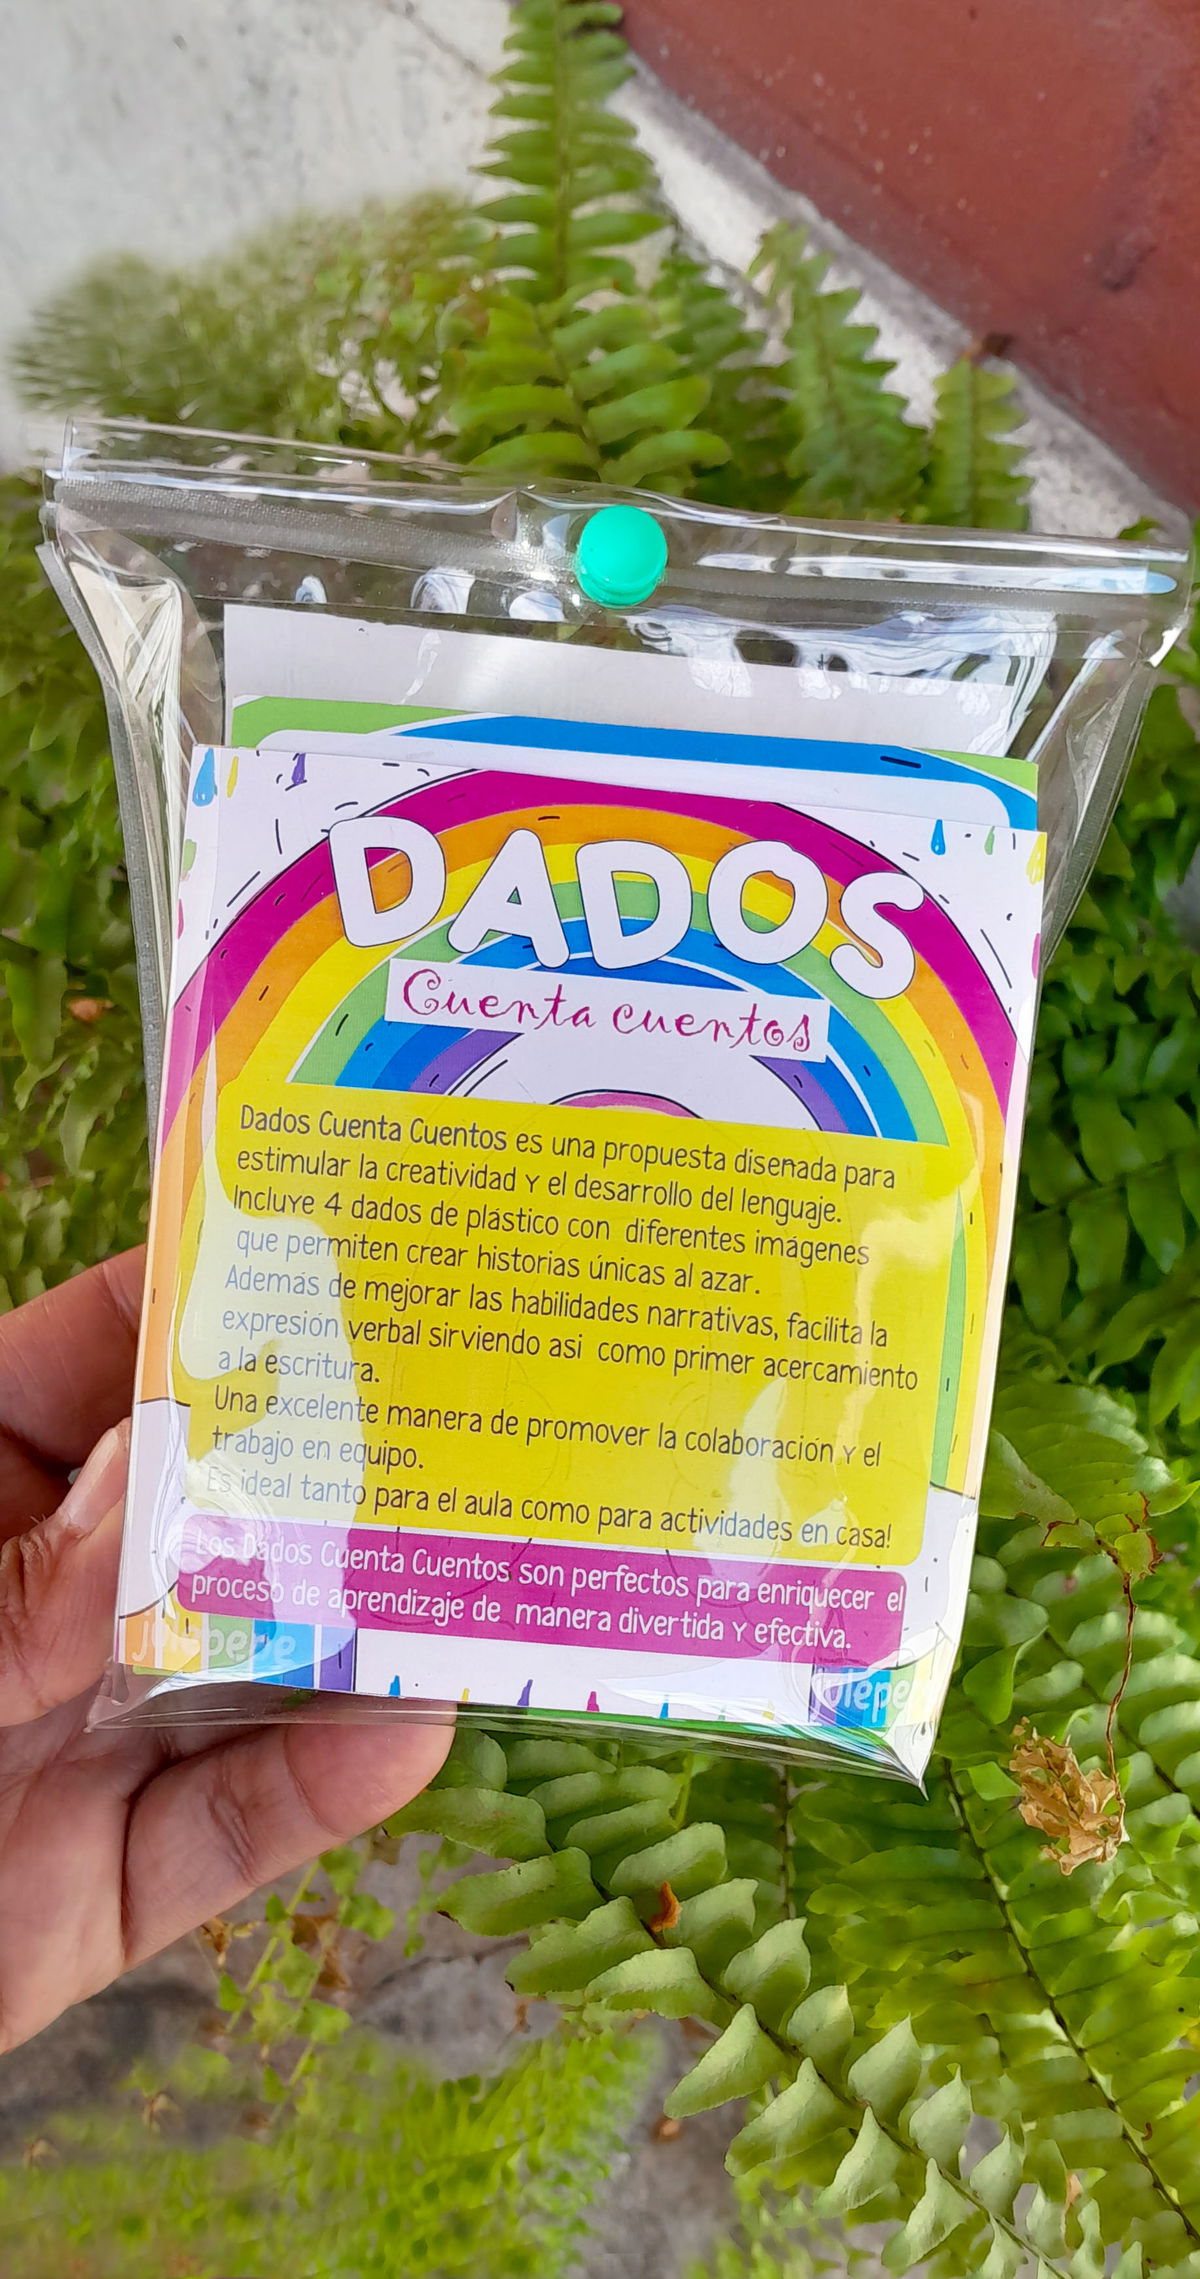 DADOS
Cuenta cuentos
Dados Cuenta Cuentos es una propuesta disenada para
estimular la creatividad y el desarrollo del lenguaje.
Incluye 4 dados de plástico con diferentes imágenes
que permiten crear historias únicas al azar.
Además de mejorar las habilidades narrativas, facilita la
expresión verbal sirviendo asi como primer acercamiento
a la escritura.
Una excelente manera de promover la colaboración y el
trabajo en equipo.
Es ideal tanto para el aula como para actividades en casa!
Los Dados Cuenta Cuentos son perfectos para enriquecer el
proceso de aprendizaje de manera divertida y efectiva.